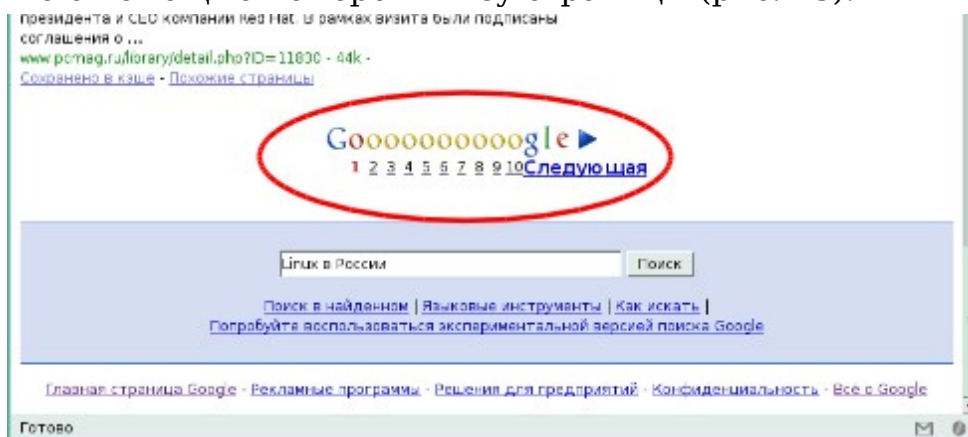 президента и CEO компании Red Hat. В рамках визита были подписаны
соглашения о ...
www.pcmag.ru/library/detail.php?ID=11830 - 44k -
Сохранено в кэше - Похожие страницы
Goooooooooogle
1 2 3 4 5 6 7 8 9 10 Следующая
Linux в России Поиск
Поиск в найденном | Языковые инструменты | Как искать |
Попробуйте воспользоваться экспериментальной версией поиска Google
Главная страница Google - Рекламные программы - Решения для предприятий - Конфиденциальность - Всё о Google
Готово